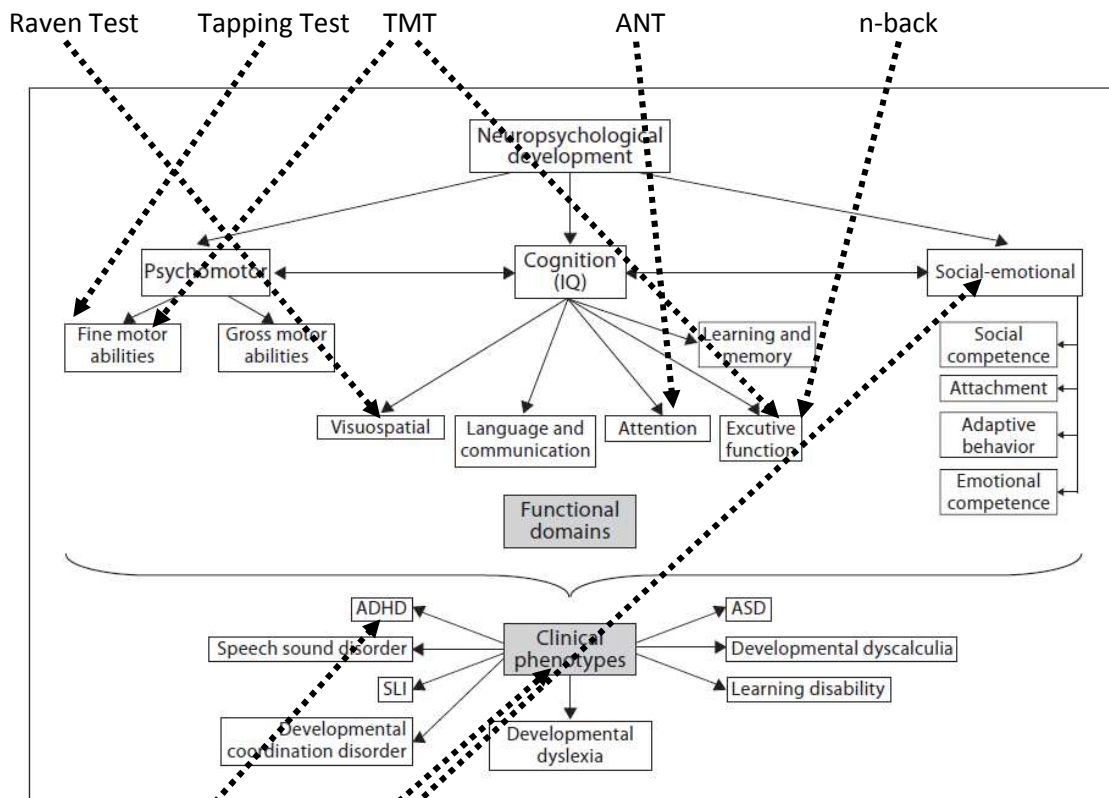 Raven Test
Tapping Test
TMT
ANT
n-back
Neuropsychological
development
Psychomotor
Cognition
(IQ)
Social-emotional
Fine motor
abilities
Gross motor
abilities
Learning and
memory
Social
competence
Attachment
Visuospatial
Language and
communication
Attention
Excutive
function
Adaptive
behavior
Emotional
competence
Functional
domains
ADHD
ASD
Speech sound disorder
Clinical
phenotypes
Developmental dyscalculia
SLI
Learning disability
Developmental
coordination disorder
Developmental
dyslexia